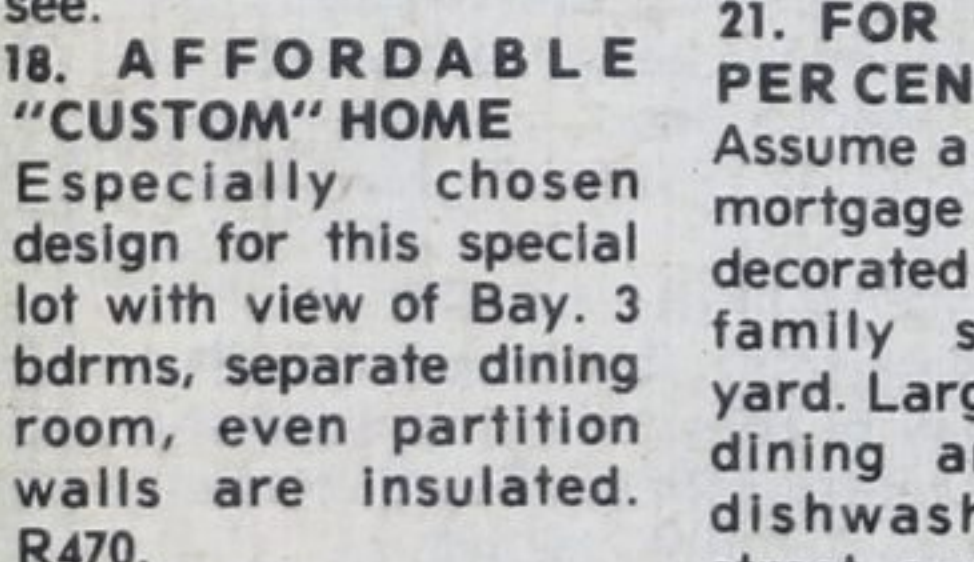 see.
18. AFFORDABLE
"CUSTOM" HOME
Especially chosen
design for this special
lot with view of Bay. 3
bdrms, separate dining
room, even partition
walls are insulated.
R470.
21. FOR
PER CEN
Assume a
mortgage
decorated
family s
yard. Larg
dining a
dishwash